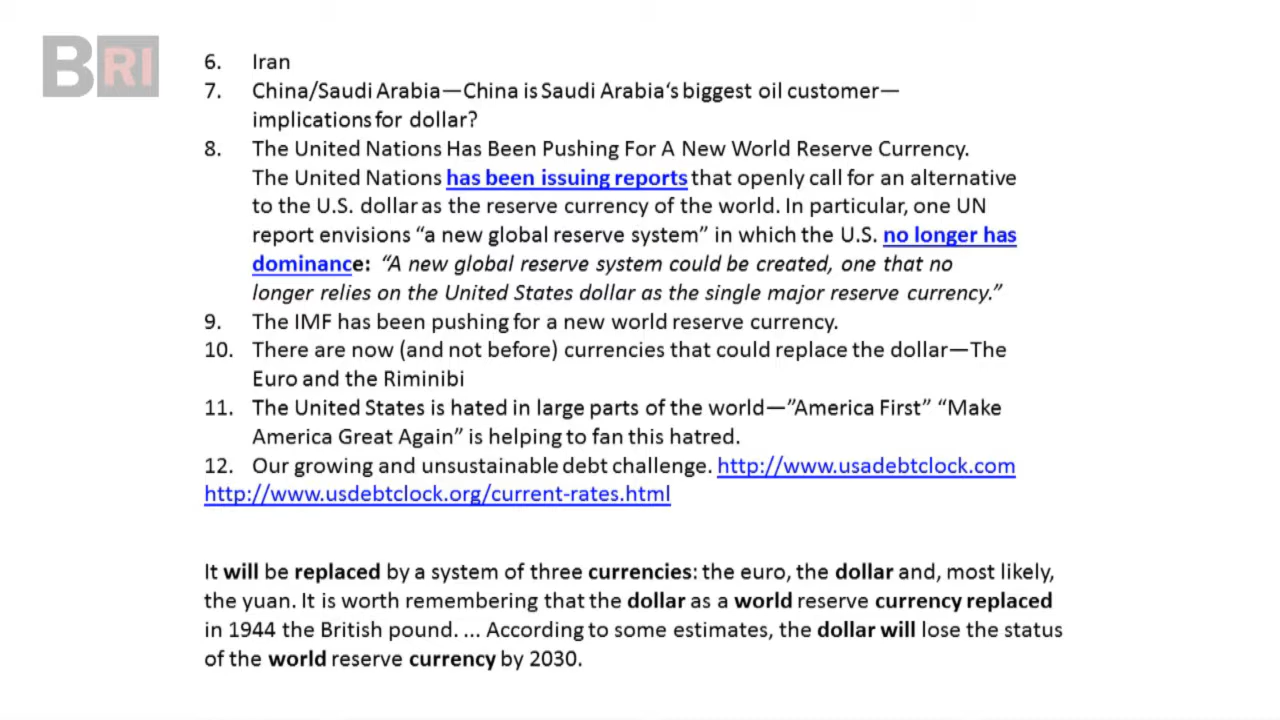 BRI
6. Iran
7. China/Saudi Arabia—China is Saudi Arabia‘s biggest oil customer—
implications for dollar?
8. The United Nations Has Been Pushing For A New World Reserve Currency.
The United Nations has been issuing reports that openly call for an alternative
to the U.S. dollar as the reserve currency of the world. In particular, one UN
report envisions “a new global reserve system” in which the U.S. no longer has
dominance: “A new global reserve system could be created, one that no
longer relies on the United States dollar as the single major reserve currency.”
9. The IMF has been pushing for a new world reserve currency.
10. There are now (and not before) currencies that could replace the dollar—The
Euro and the Riminibi
11. The United States is hated in large parts of the world—”America First” “Make
America Great Again” is helping to fan this hatred.
12. Our growing and unsustainable debt challenge. http://www.usadebtclock.com
http://www.usdebtclock.org/current-rates.html
It will be replaced by a system of three currencies: the euro, the dollar and, most likely,
the yuan. It is worth remembering that the dollar as a world reserve currency replaced
in 1944 the British pound. ... According to some estimates, the dollar will lose the status
of the world reserve currency by 2030.